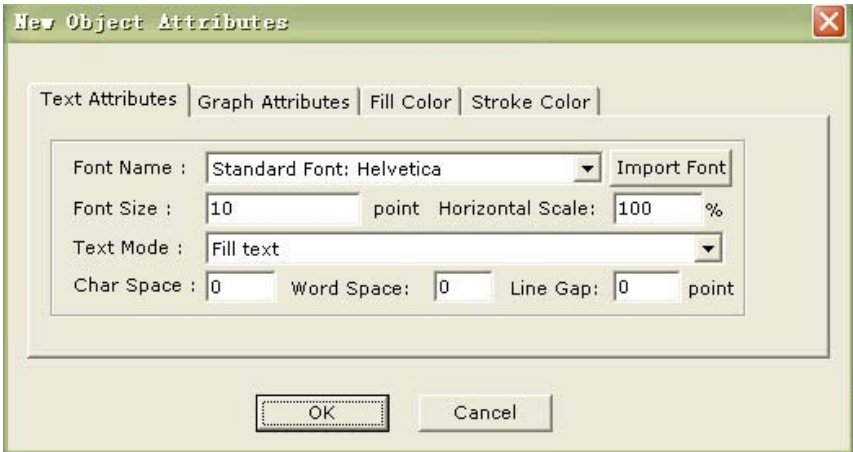 New Object Attributes
Text Attributes Graph Attributes Fill Color Stroke Color
Font Name : Standard Font: Helvetica Import Font
Font Size : 10 point Horizontal Scale: 100 %
Text Mode : Fill text
Char Space : 0 Word Space: 0 Line Gap: 0 point
OK Cancel